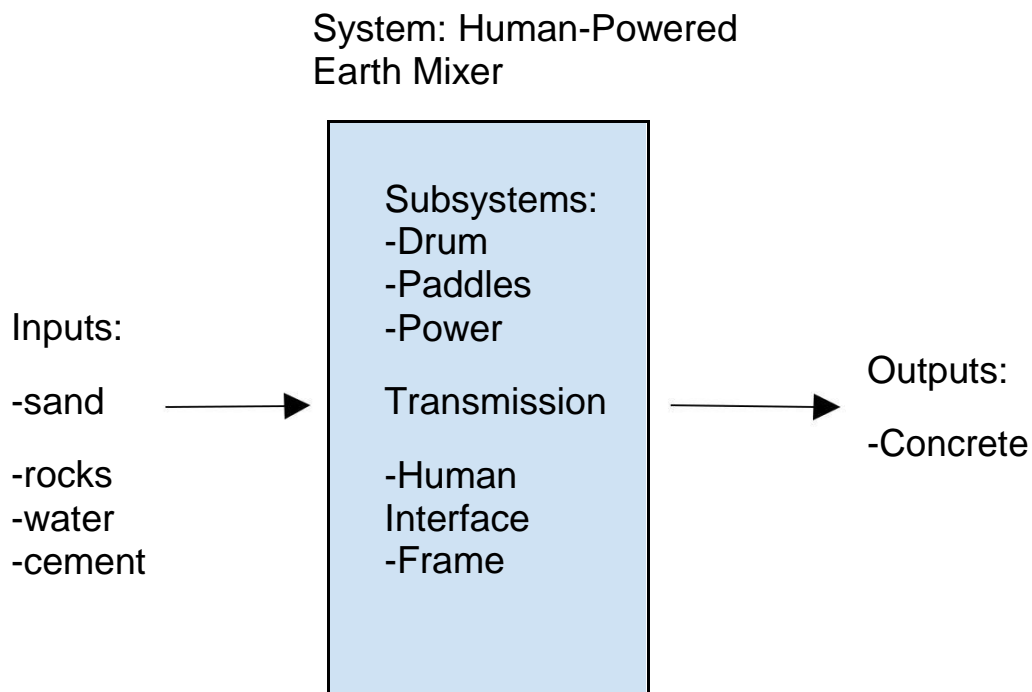 System: Human-Powered
Earth Mixer
Inputs:
-sand
-rocks
-water
-cement
Subsystems:
-Drum
-Paddles
-Power
Transmission
-Human
Interface
-Frame
Outputs:
-Concrete